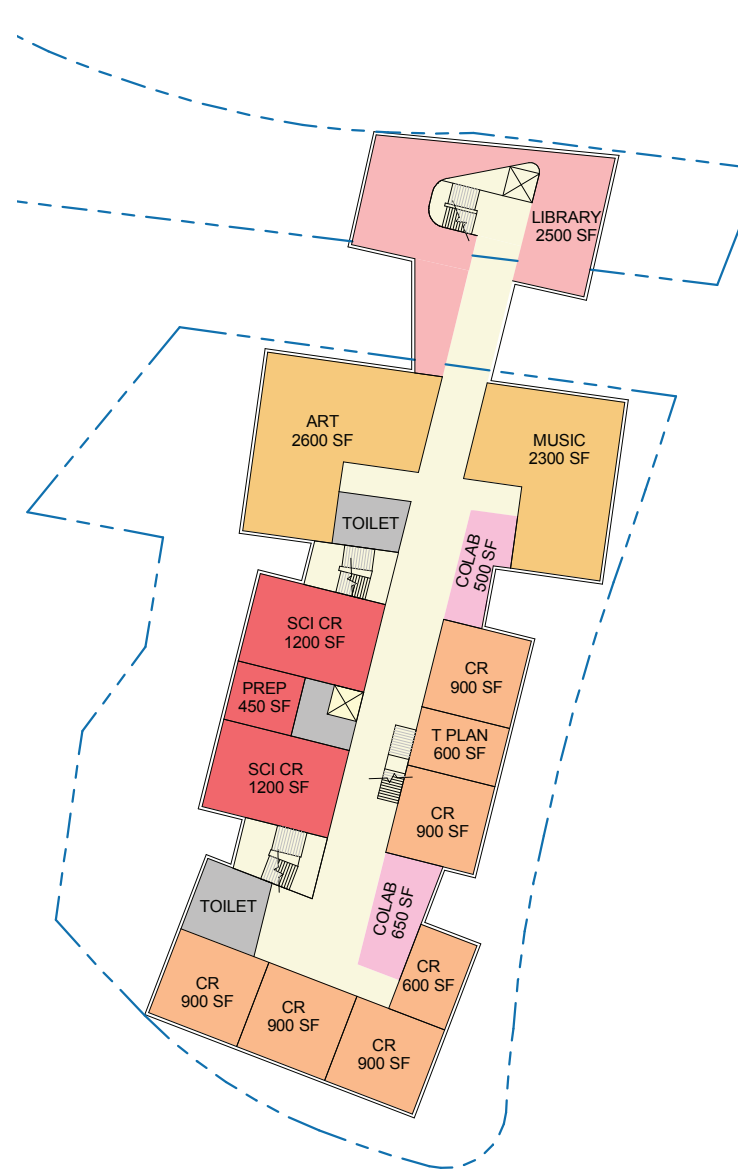 LIBRARY
2500 SF
ART
2600 SF
MUSIC
2300 SF
TOILET
COLAB
500 SF
SCI CR
1200 SF
CR
900 SF
PREP
450 SF
T PLAN
600 SF
SCI CR
1200 SF
CR
900 SF
TOILET
COLAB
650 SF
CR
600 SF
CR
900 SF
CR
900 SF
CR
900 SF